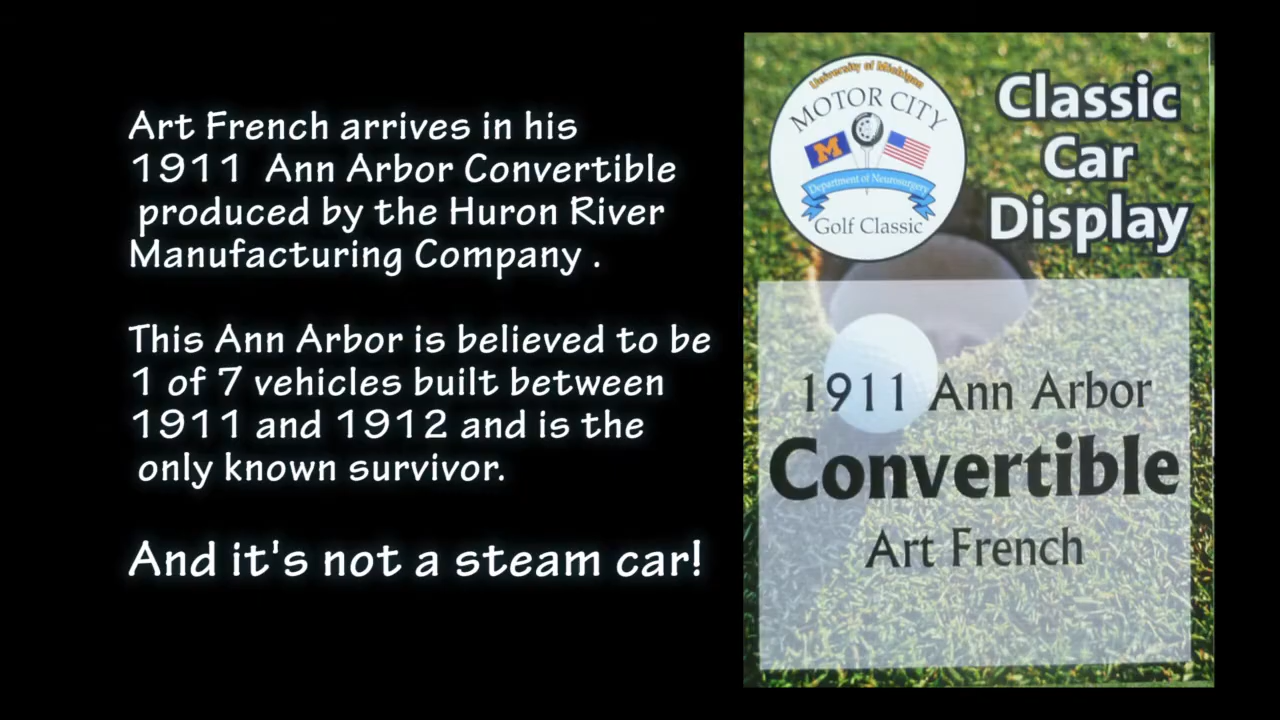 Art French arrives in his
1911 Ann Arbor Convertible
produced by the Huron River
Manufacturing Company .
This Ann Arbor is believed to be
1 of 7 vehicles built between
1911 and 1912 and is the
only known survivor.
And it's not a steam car!
University of Michigan
MOTOR CITY
M
Department of Neurosurgery
Golf Classic
Classic
Car
Display
1911 Ann Arbor
Convertible
Art French